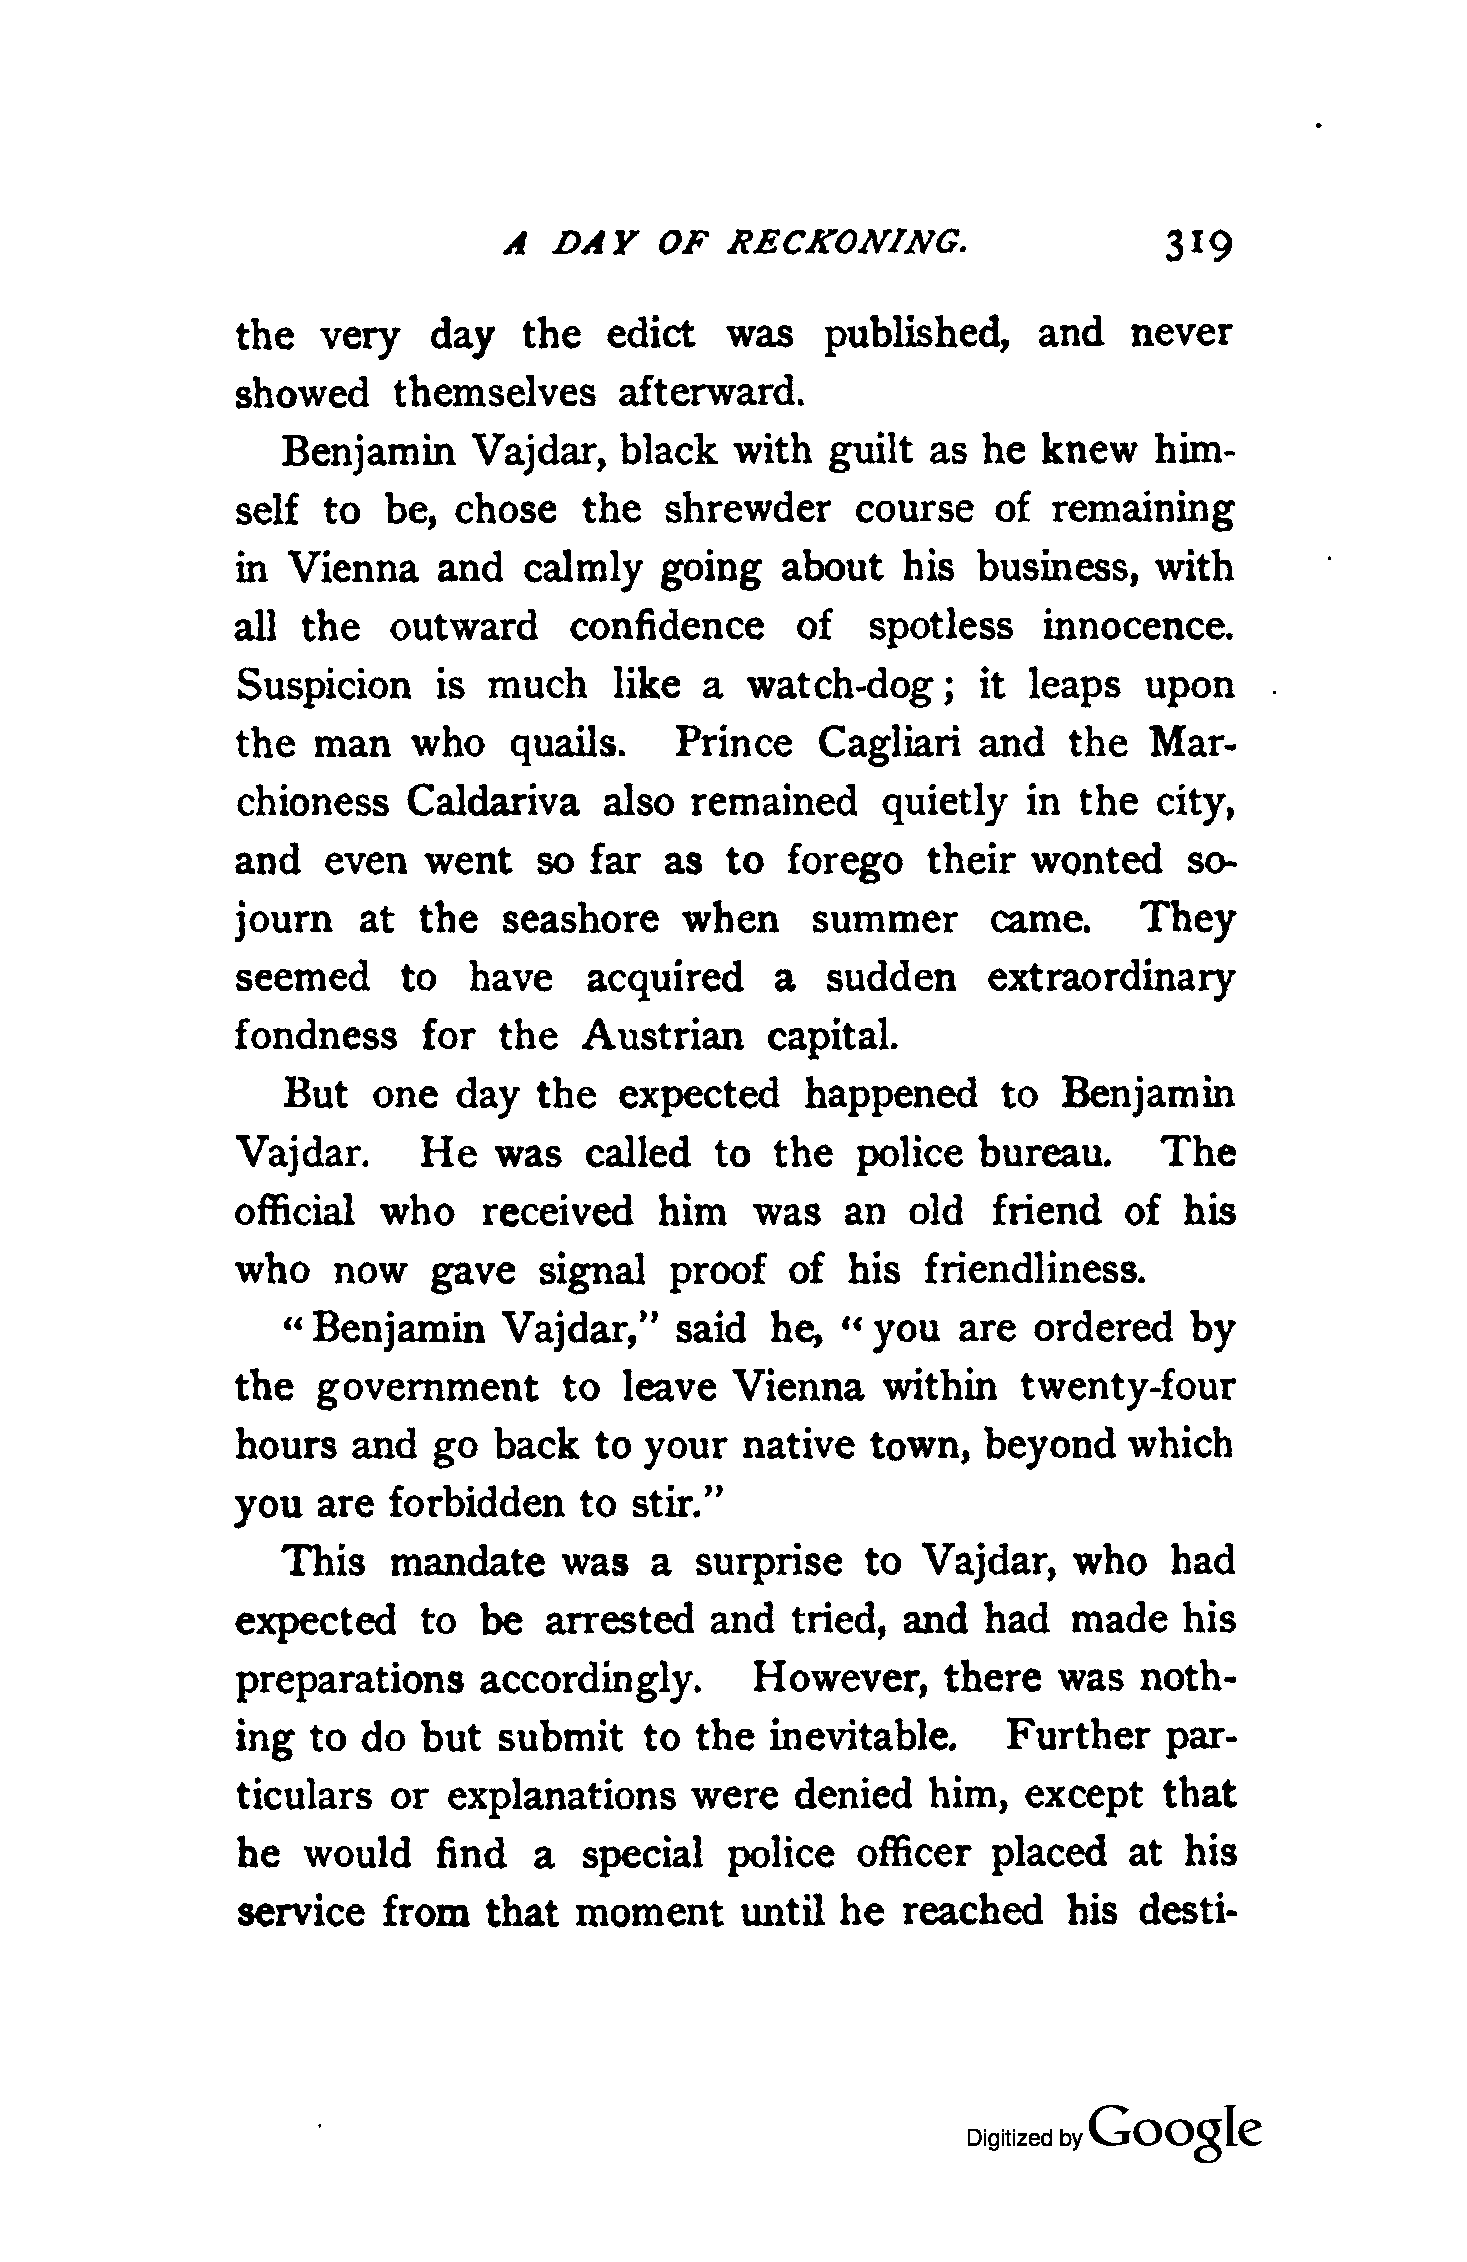 A DAY OF RECKONING. 319
the very day the edict was published, and never
showed themselves afterward.
Benjamin Vajdar, black with guilt as he knew him-
self to be, chose the shrewder course of remaining
in Vienna and calmly going about his business, with
all the outward confidence of spotless innocence.
Suspicion is much like a watch-dog; it leaps upon
the man who quails. Prince Cagliari and the Mar-
chioness Caldariva also remained quietly in the city,
and even went so far as to forego their wonted so-
journ at the seashore when summer came. They
seemed to have acquired a sudden extraordinary
fondness for the Austrian capital.
But one day the expected happened to Benjamin
Vajdar. He was called to the police bureau. The
official who received him was an old friend of his
who now gave signal proof of his friendliness.
“Benjamin Vajdar,” said he, “you are ordered by
the government to leave Vienna within twenty-four
hours and go back to your native town, beyond which
you are forbidden to stir.”
This mandate was a surprise to Vajdar, who had
expected to be arrested and tried, and had made his
preparations accordingly. However, there was noth-
ing to do but submit to the inevitable. Further par-
ticulars or explanations were denied him, except that
he would find a special police officer placed at his
service from that moment until he reached his desti-
Digitized by Google